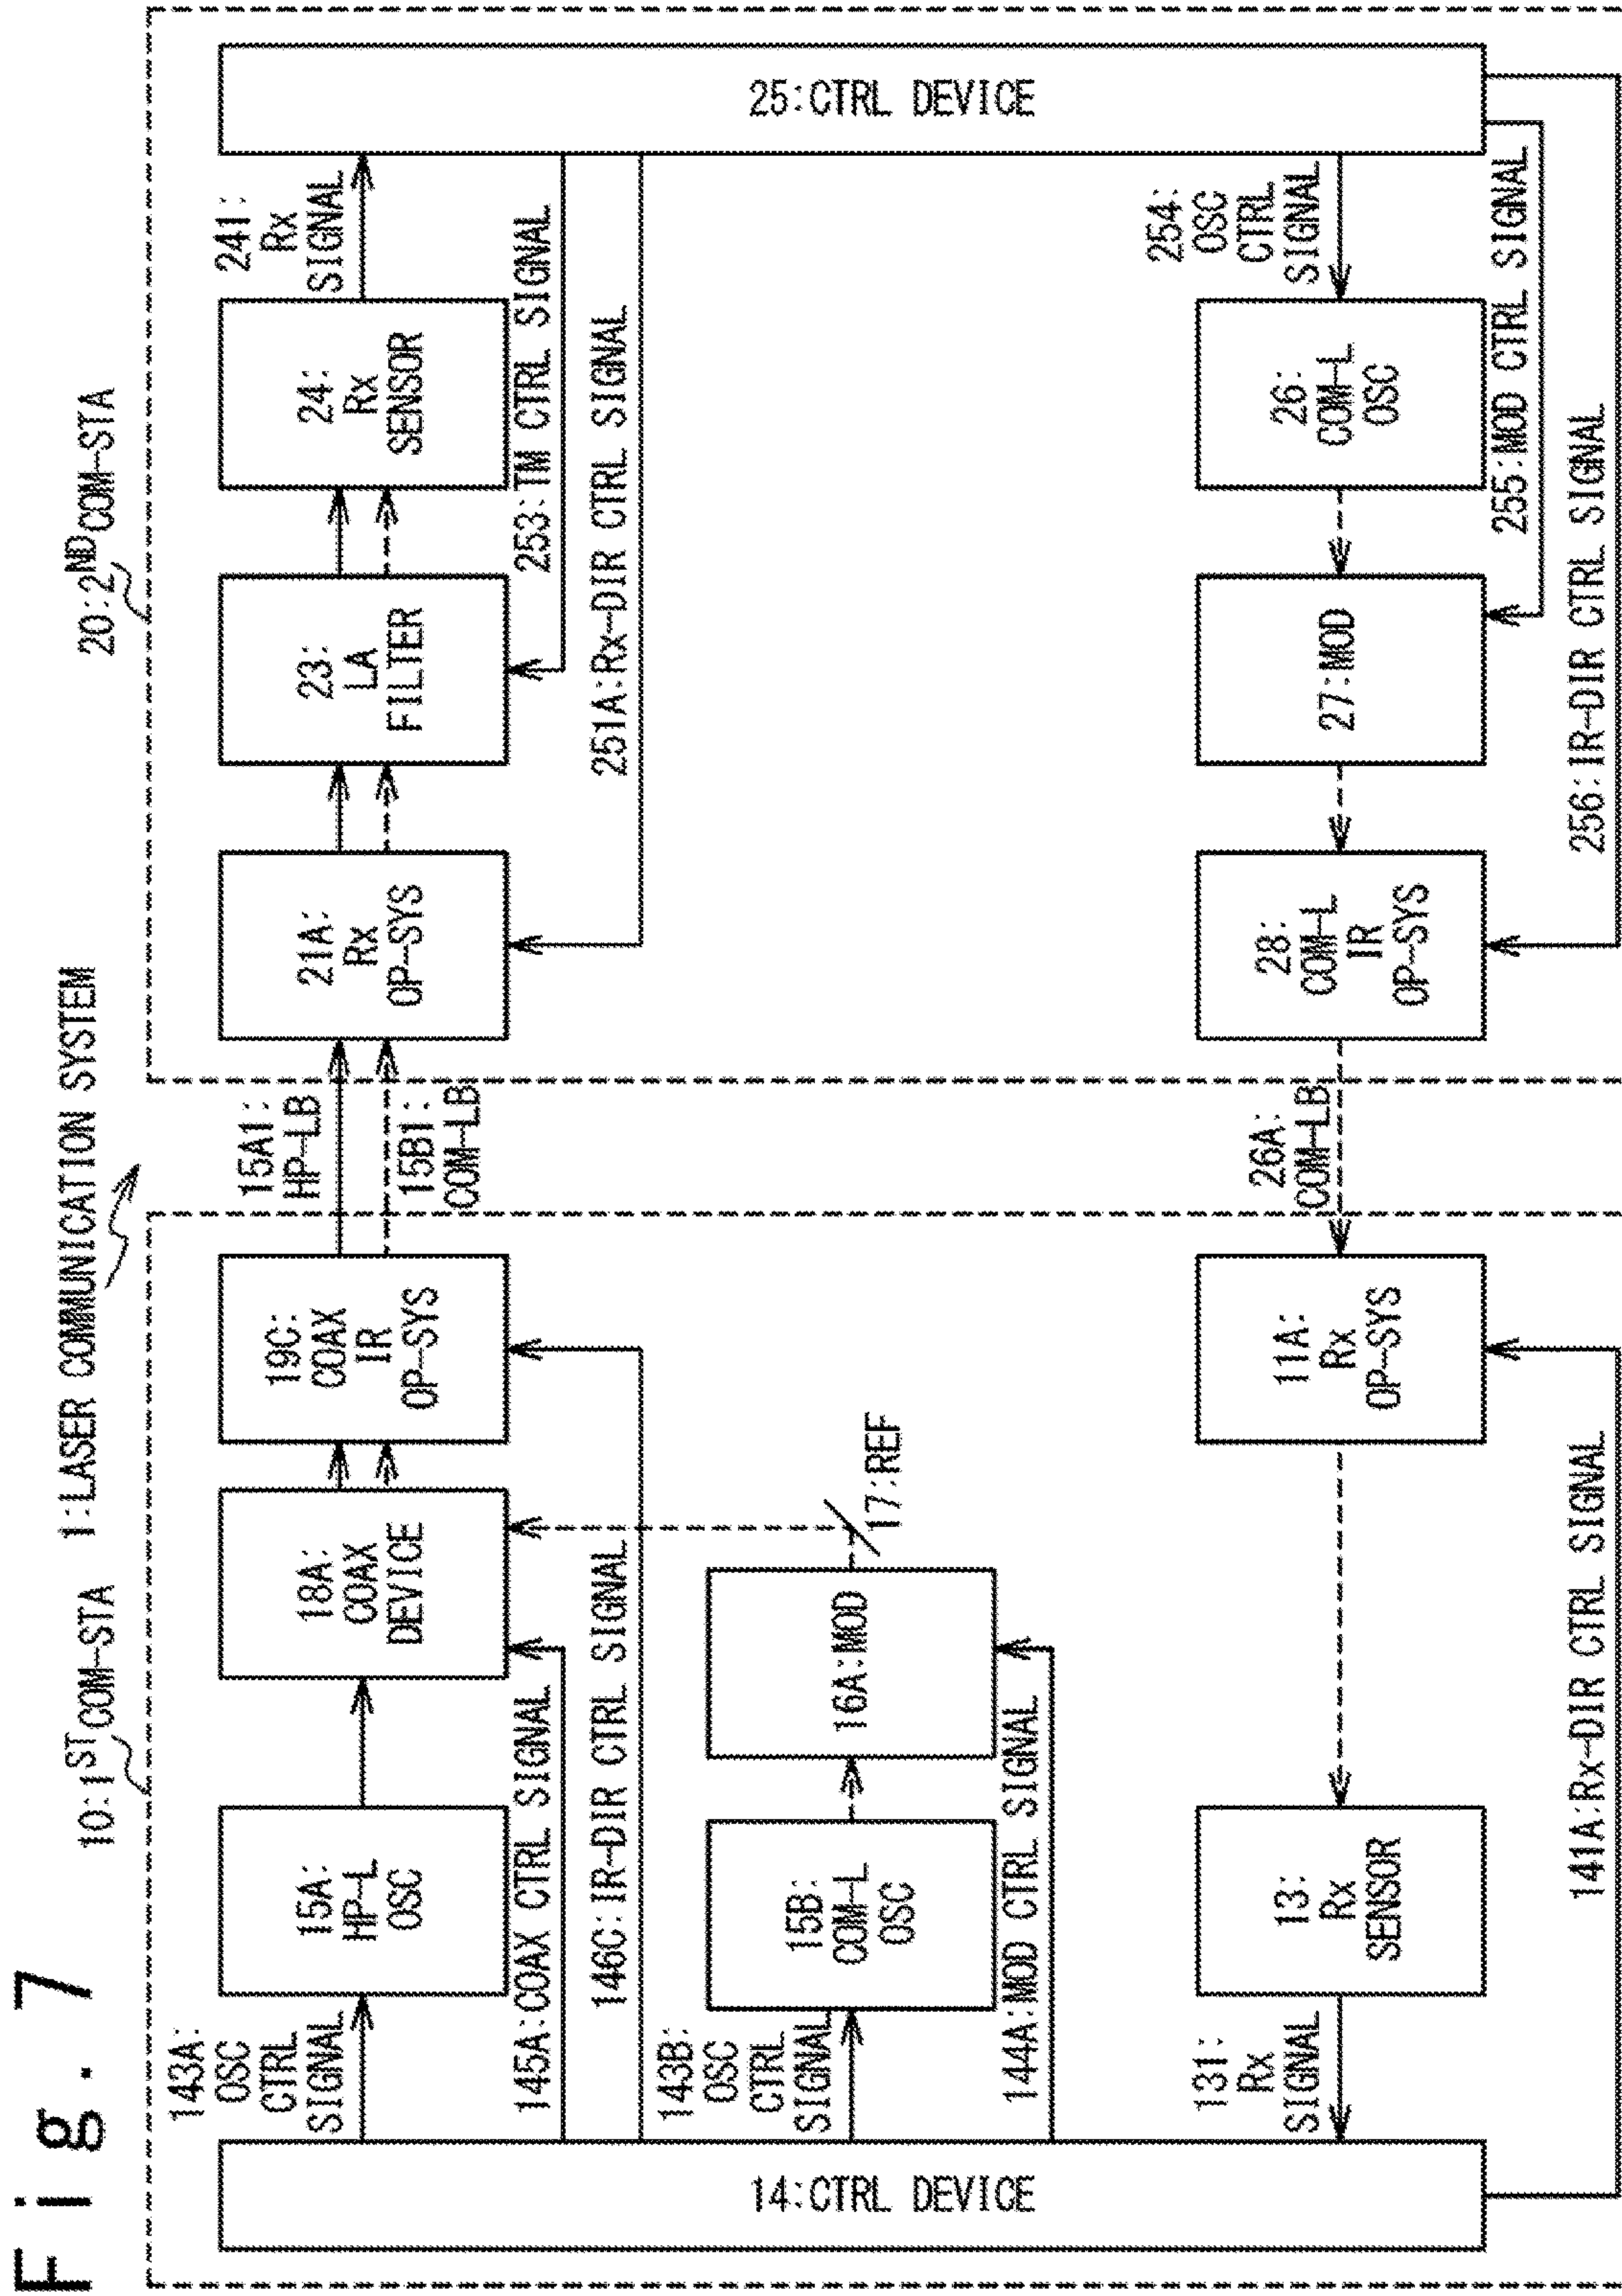 Fig. 7
1:LASER COMMUNICATION SYSTEM
10:1ST COM-STA
20:2ND COM-STA
143A:
OSC
CTRL
SIGNAL
15A:
HP-L
OSC
18A:
COAX
DEVICE
19C:
COAX
IR
OP-SYS
15A1:
HP-LB
15B1:
COM-LB
21A:
Rx
OP-SYS
23:
LA
FILTER
24:
Rx
SENSOR
241:
Rx
SIGNAL
145A:COAX CTRL SIGNAL
146C:IR-DIR CTRL SIGNAL
253:TM CTRL SIGNAL
251A:Rx-DIR CTRL SIGNAL
14:CTRL DEVICE
25:CTRL DEVICE
143B:
OSC
CTRL
SIGNAL
15B:
COM-L
OSC
16A:MOD
17:REF
144A:MOD CTRL SIGNAL
131:
Rx
SIGNAL
13:
Rx
SENSOR
11A:
Rx
OP-SYS
26A:
COM-LB
28:
COM-L
IR
OP-SYS
27:MOD
26:
COM-L
OSC
254:
OSC
CTRL
SIGNAL
255:MOD CTRL SIGNAL
141A:Rx-DIR CTRL SIGNAL
256:IR-DIR CTRL SIGNAL